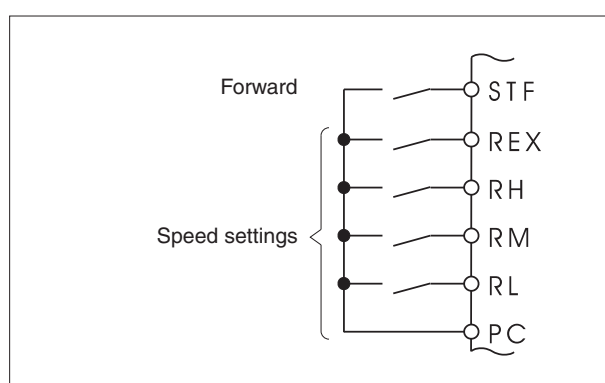 Forward
STF
REX
RH
Speed settings
RM
RL
PC